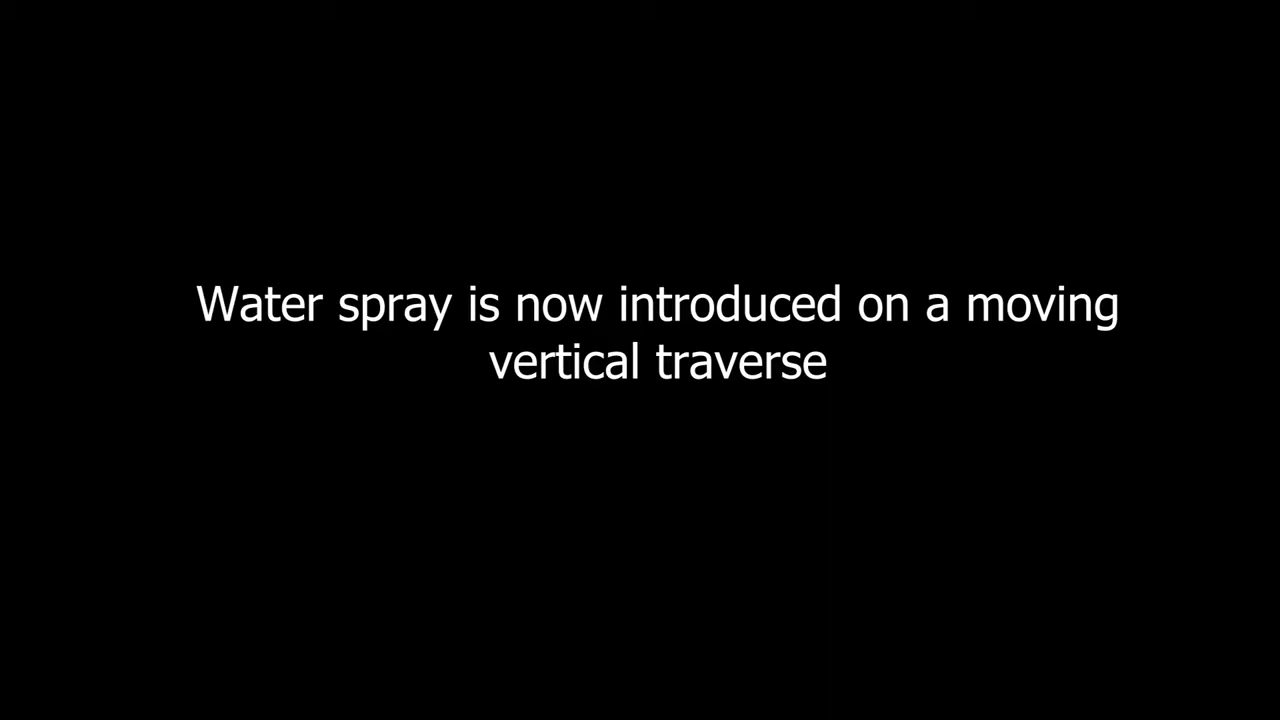 Water spray is now introduced on a moving
vertical traverse